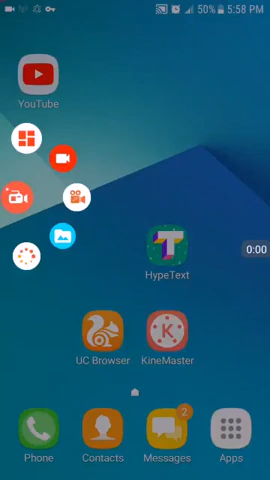 50% 5:58 PM
YouTube
0:00
T
HypeText
K
UC Browser KineMaster
2
Phone Contacts Messages Apps